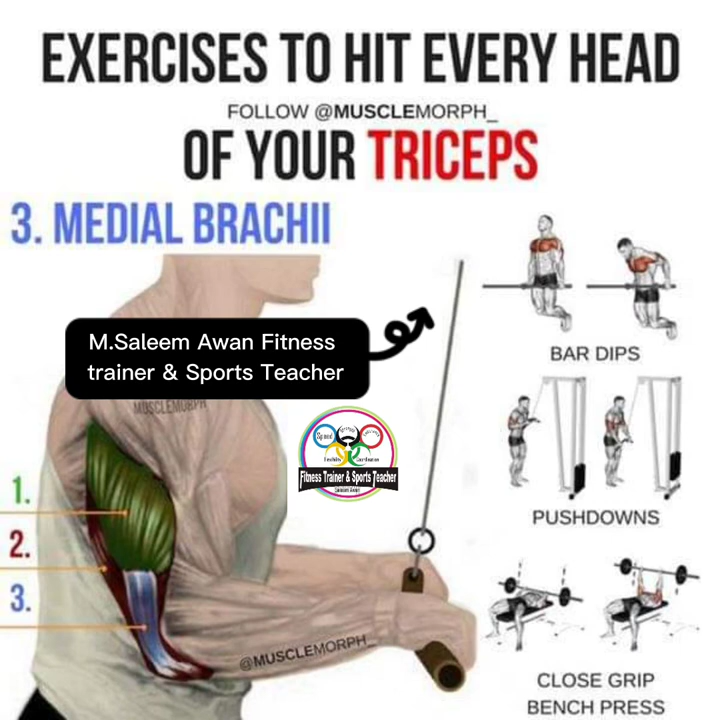 EXERCISES TO HIT EVERY HEAD
FOLLOW @MUSCLEMORPH_
OF YOUR TRICEPS
3. MEDIAL BRACHII
M.Saleem Awan Fitness
trainer & Sports Teacher
MUSCLEMORPH
BAR DIPS
Fitness Trainer & Sports Teacher
1.
2.
3.
PUSHDOWNS
@MUSCLEMORPH_
CLOSE GRIP
BENCH PRESS